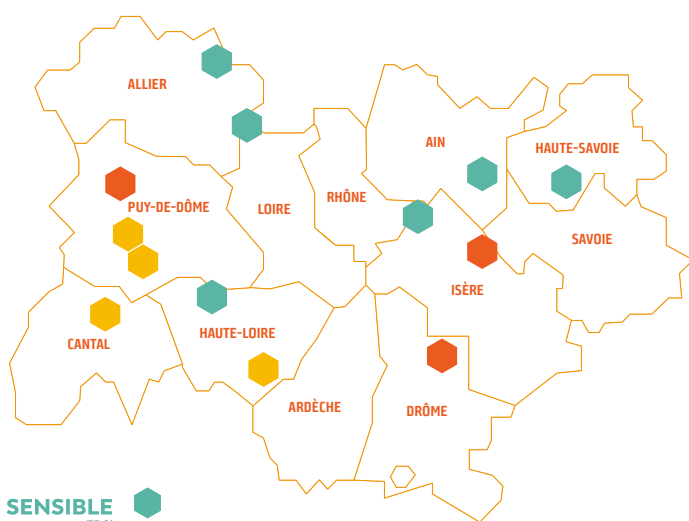 ALLIER
AIN
HAUTE-SAVOIE
PUY-DE-DÔME
LOIRE
RHÔNE
SAVOIE
ISÈRE
CANTAL
HAUTE-LOIRE
ARDÈCHE
DRÔME
SENSIBLE